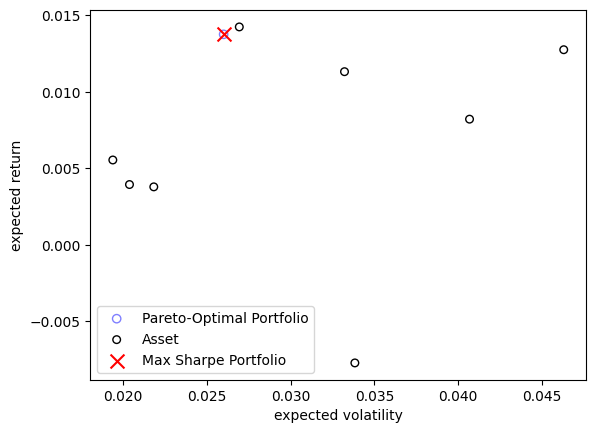 0.015
0.010
0.005
0.000
−0.005
expected return
0.020 0.025 0.030 0.035 0.040 0.045
expected volatility
Pareto-Optimal Portfolio
Asset
Max Sharpe Portfolio